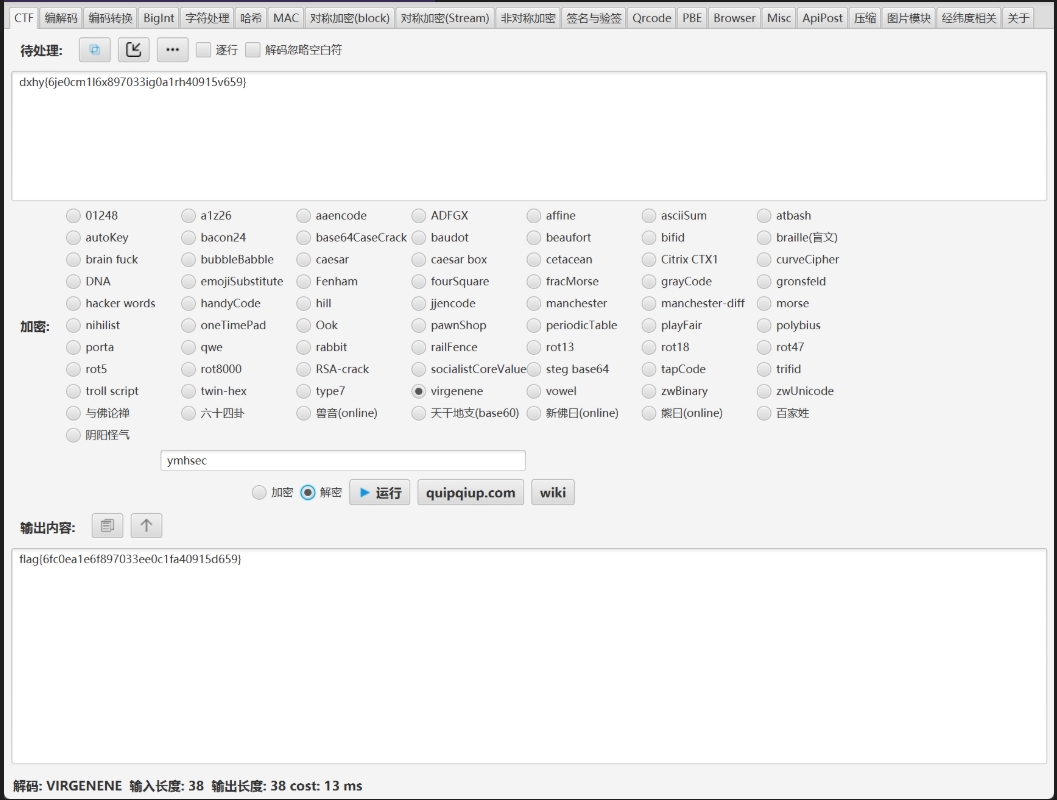 CTF 编解码 编码转换 BigInt 字符处理 哈希 MAC 对称加密(block) 对称加密(Stream) 非对称加密 签名与验签 Qrcode PBE Browser Misc ApiPost 压缩 图片模块 经纬度相关 关于
待处理: 逐行 解码忽略空白符
dxhy{6je0cm1l6x897033ig0a1rh40915v659}
01248 a1z26 aaencode ADFGX affine asciiSum atbash
autoKey bacon24 base64CaseCrack baudot beaufort bifid braille(盲文)
brain fuck bubbleBabble caesar caesar box cetacean Citrix CTX1 curveCipher
DNA emojiSubstitute Fenham fourSquare fracMorse grayCode gronsfeld
hacker words handyCode hill jjencode manchester manchester-diff morse
加密: nihilist oneTimePad Ook pawnShop periodicTable playFair polybius
porta qwe rabbit railFence rot13 rot18 rot47
rot5 rot8000 RSA-crack socialistCoreValue steg base64 tapCode trifid
troll script twin-hex type7 virgenene vowel zwBinary zwUnicode
与佛论禅 六十四卦 兽音(online) 天干地支(base60) 新佛曰(online) 熊曰(online) 百家姓
阴阳怪气
ymhsec
加密 解密 运行 quipqiup.com wiki
输出内容:
flag{6fc0ea1e6f897033ee0c1fa40915d659}
解码: VIRGENENE 输入长度: 38 输出长度: 38 cost: 13 ms